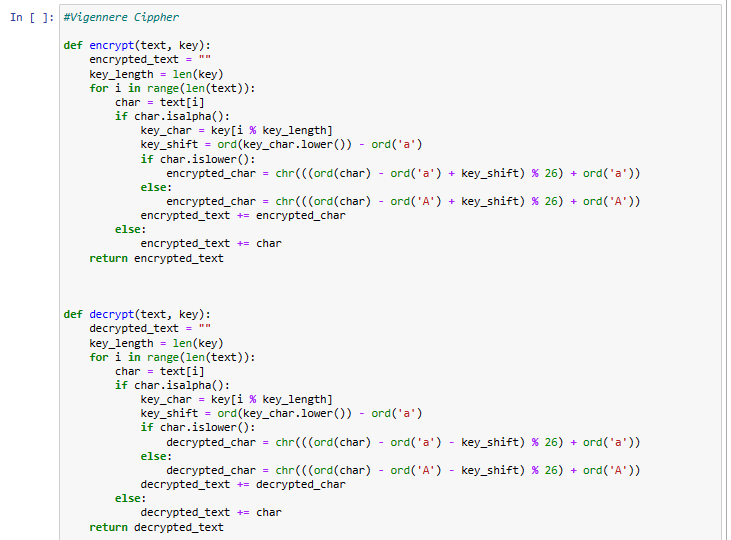 In [ ]: #Vigennere Cippher
def encrypt(text, key):
    encrypted_text = ""
    key_length = len(key)
    for i in range(len(text)):
        char = text[i]
        if char.isalpha():
            key_char = key[i % key_length]
            key_shift = ord(key_char.lower()) - ord('a')
            if char.islower():
                encrypted_char = chr(((ord(char) - ord('a') + key_shift) % 26) + ord('a'))
            else:
                encrypted_char = chr(((ord(char) - ord('A') + key_shift) % 26) + ord('A'))
            encrypted_text += encrypted_char
        else:
            encrypted_text += char
    return encrypted_text
def decrypt(text, key):
    decrypted_text = ""
    key_length = len(key)
    for i in range(len(text)):
        char = text[i]
        if char.isalpha():
            key_char = key[i % key_length]
            key_shift = ord(key_char.lower()) - ord('a')
            if char.islower():
                decrypted_char = chr(((ord(char) - ord('a') - key_shift) % 26) + ord('a'))
            else:
                decrypted_char = chr(((ord(char) - ord('A') - key_shift) % 26) + ord('A'))
            decrypted_text += decrypted_char
        else:
            decrypted_text += char
    return decrypted_text